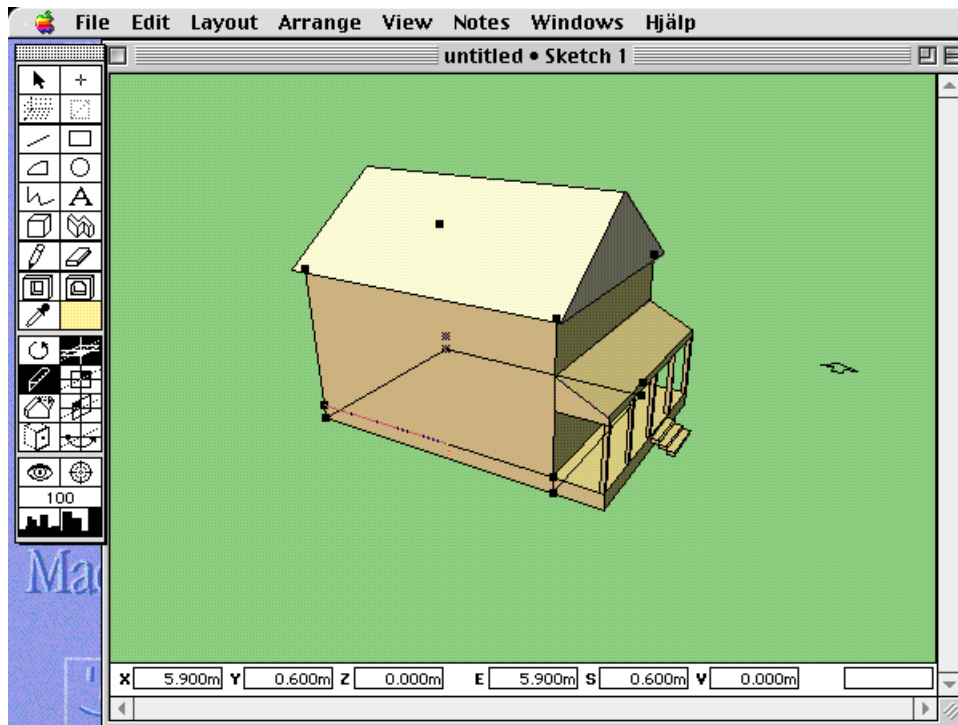 File Edit Layout Arrange View Notes Windows Hjälp
untitled • Sketch 1
A
100
Mac
X 5.900m Y 0.600m Z 0.000m E 5.900m S 0.600m V 0.000m